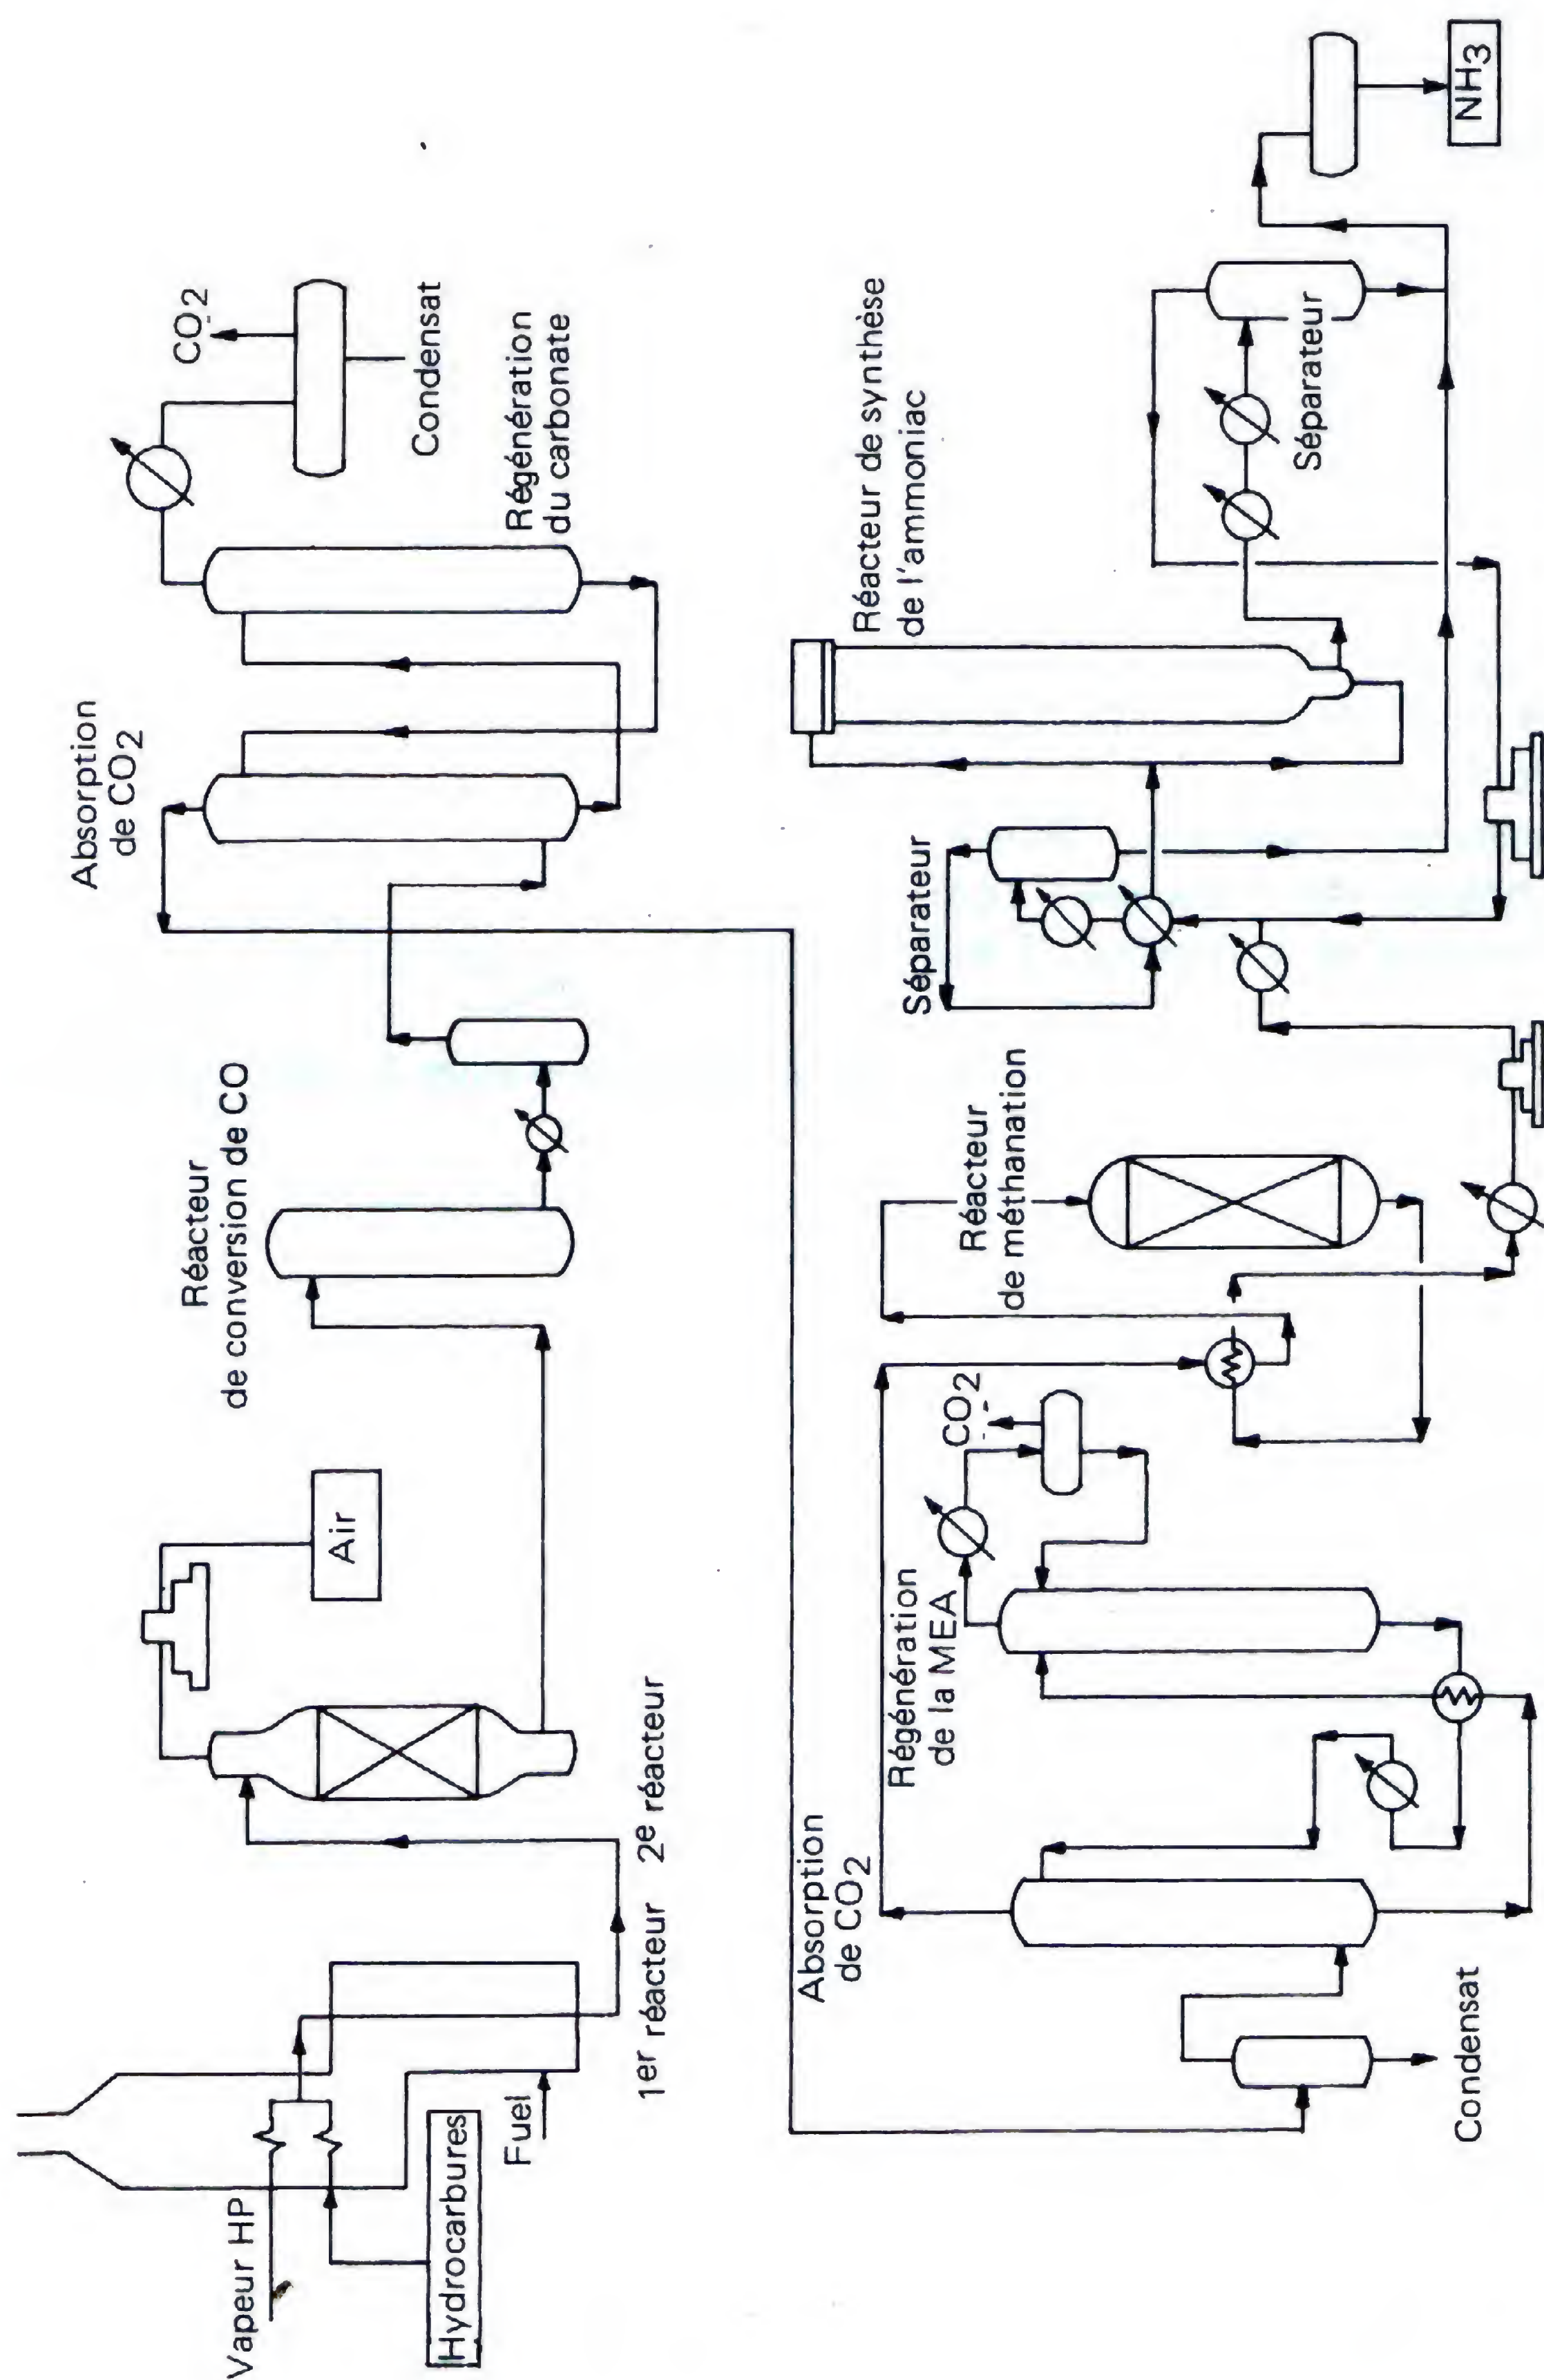 Vapeur HP
Hydrocarbures
Fuel
1er réacteur
2e réacteur
Air
Réacteur
de conversion de CO
Absorption
de CO2
Régénération
du carbonate
CO2
Condensat
Condensat
Absorption
de CO2
Régénération
de la MEA
CO2
Réacteur
de méthanation
Séparateur
Réacteur de synthèse
de l'ammoniac
Séparateur
NH3